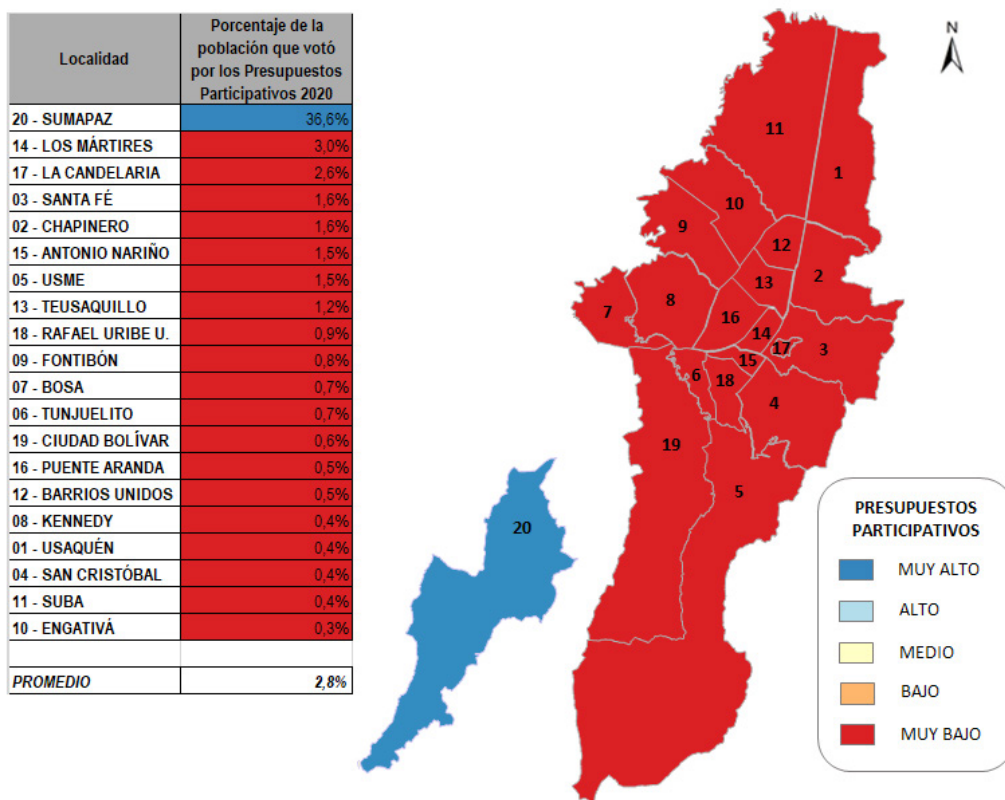 Localidad
Porcentaje de la
población que votó
por los Presupuestos
Participativos 2020
20 - SUMAPAZ 36,6%
14 - LOS MÁRTIRES 3,0%
17 - LA CANDELARIA 2,6%
03 - SANTA FÉ 1,6%
02 - CHAPINERO 1,6%
15 - ANTONIO NARIÑO 1,5%
05 - USME 1,5%
13 - TEUSAQUILLO 1,2%
18 - RAFAEL URIBE U. 0,9%
09 - FONTIBÓN 0,8%
07 - BOSA 0,7%
06 - TUNJUELITO 0,7%
19 - CIUDAD BOLÍVAR 0,6%
16 - PUENTE ARANDA 0,5%
12 - BARRIOS UNIDOS 0,5%
08 - KENNEDY 0,4%
01 - USAQUÉN 0,4%
04 - SAN CRISTÓBAL 0,4%
11 - SUBA 0,4%
10 - ENGATIVÁ 0,3%
PROMEDIO 2,8%
N
11
1
10
9
12
2
13
8
7
16
14
17
3
15
6
18
4
19
5
20
PRESUPUESTOS
PARTICIPATIVOS
MUY ALTO
ALTO
MEDIO
BAJO
MUY BAJO